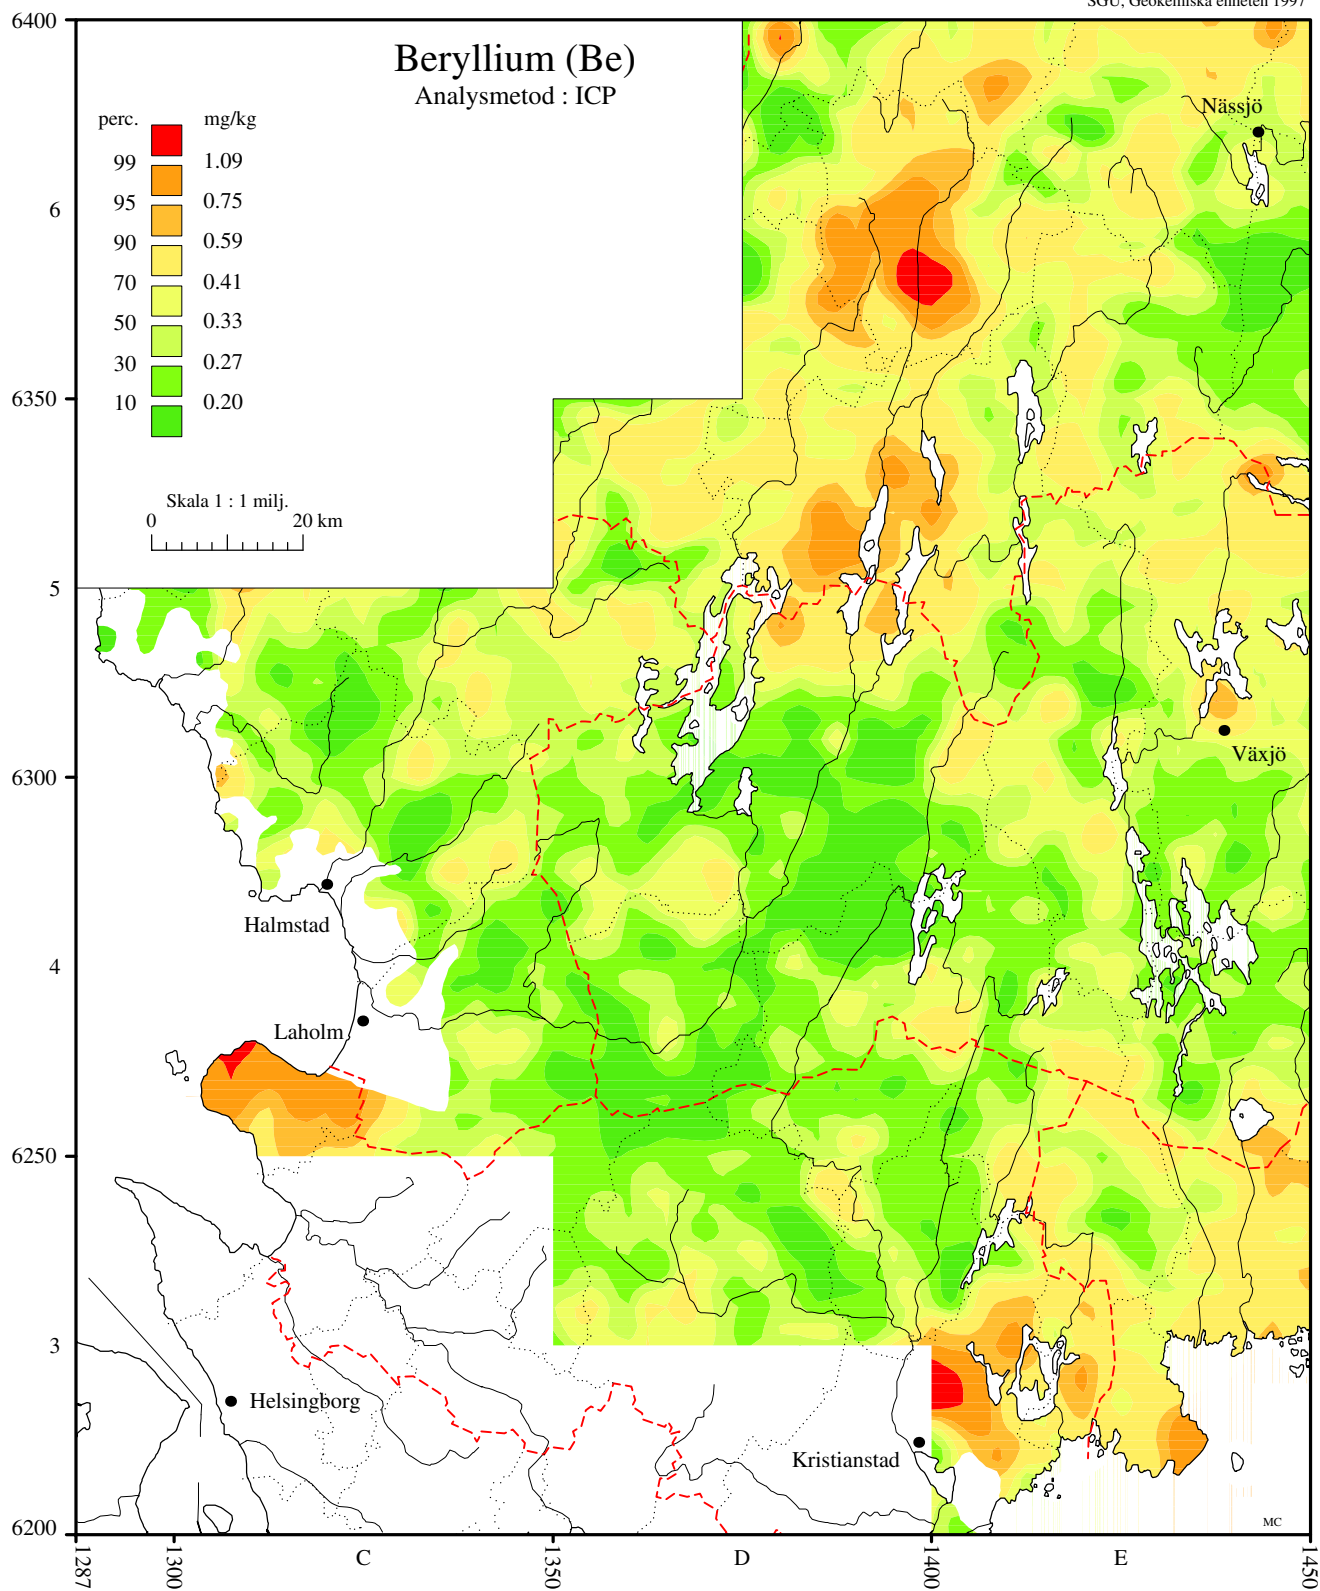 SGU, Geokemiska enheten 1997
6400
Beryllium (Be)
Analysmetod : ICP
perc. mg/kg
99 1.09
95 0.75
90 0.59
70 0.41
50 0.33
30 0.27
10 0.20
Nässjö
6
6350
Skala 1 : 1 milj.
0 20 km
5
Växjö
6300
Halmstad
4
Laholm
6250
3
Helsingborg
Kristianstad
6200
MC
1287 1300 C 1350 D 1400 E 1450